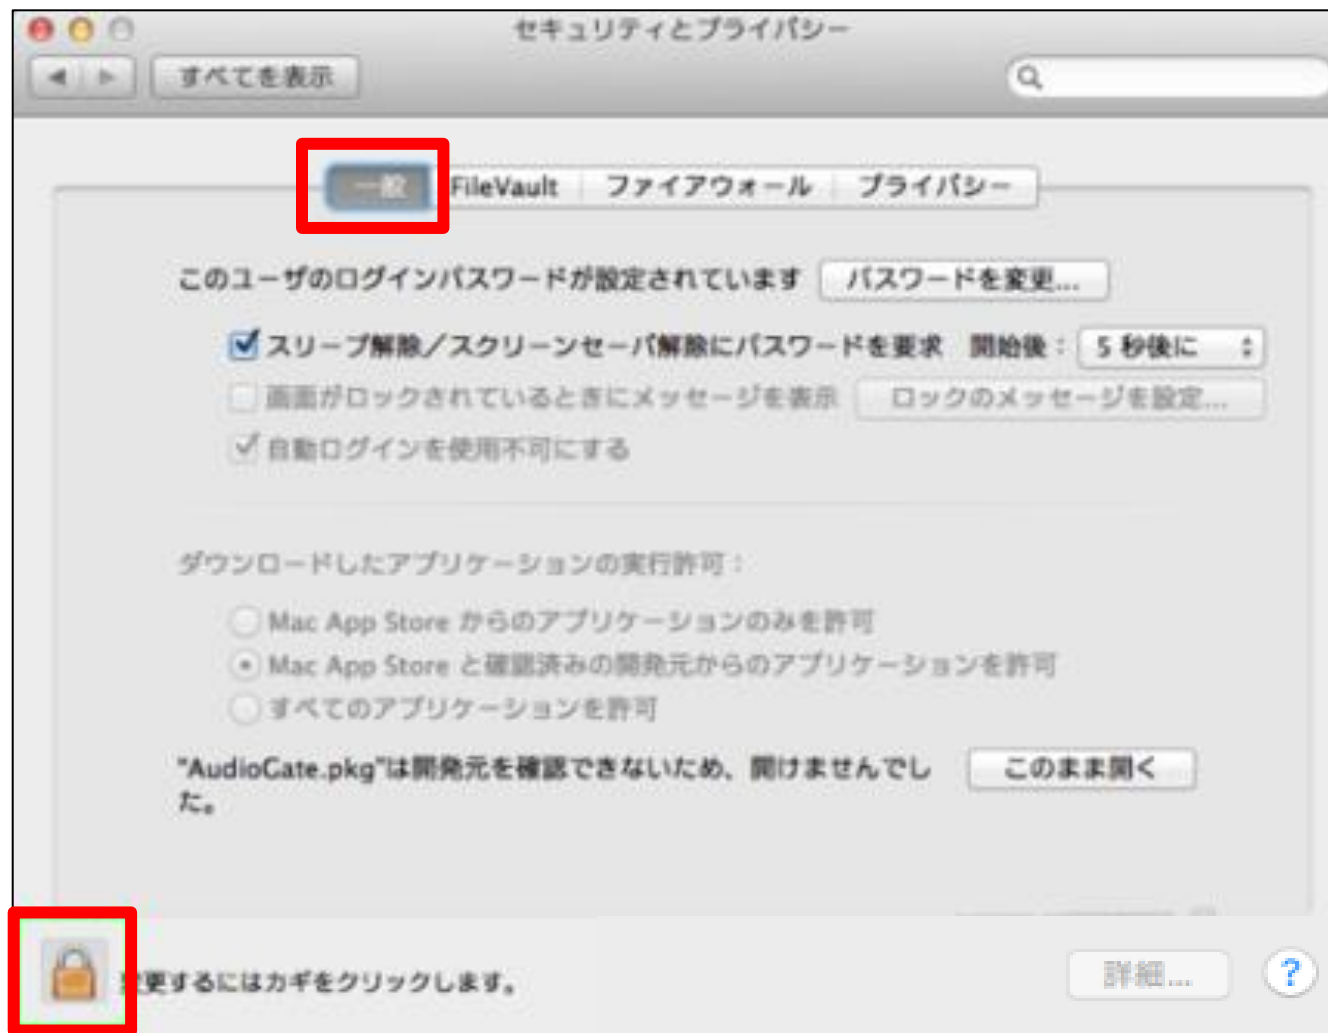 セキュリティとプライバシー
すべてを表示
一般 FileVault ファイアウォール プライバシー
このユーザのログインパスワードが設定されています パスワードを変更...
スリープ解除／スクリーンセーバ解除にパスワードを要求 開始後： 5 秒後に
画面がロックされているときにメッセージを表示 ロックのメッセージを設定...
自動ログインを使用不可にする
ダウンロードしたアプリケーションの実行許可：
Mac App Store からのアプリケーションのみを許可
Mac App Store と確認済みの開発元からのアプリケーションを許可
すべてのアプリケーションを許可
"AudioGate.pkg"は開発元を確認できないため、開けませんでし
た。
このまま開く
変更するにはカギをクリックします。
詳細... ?